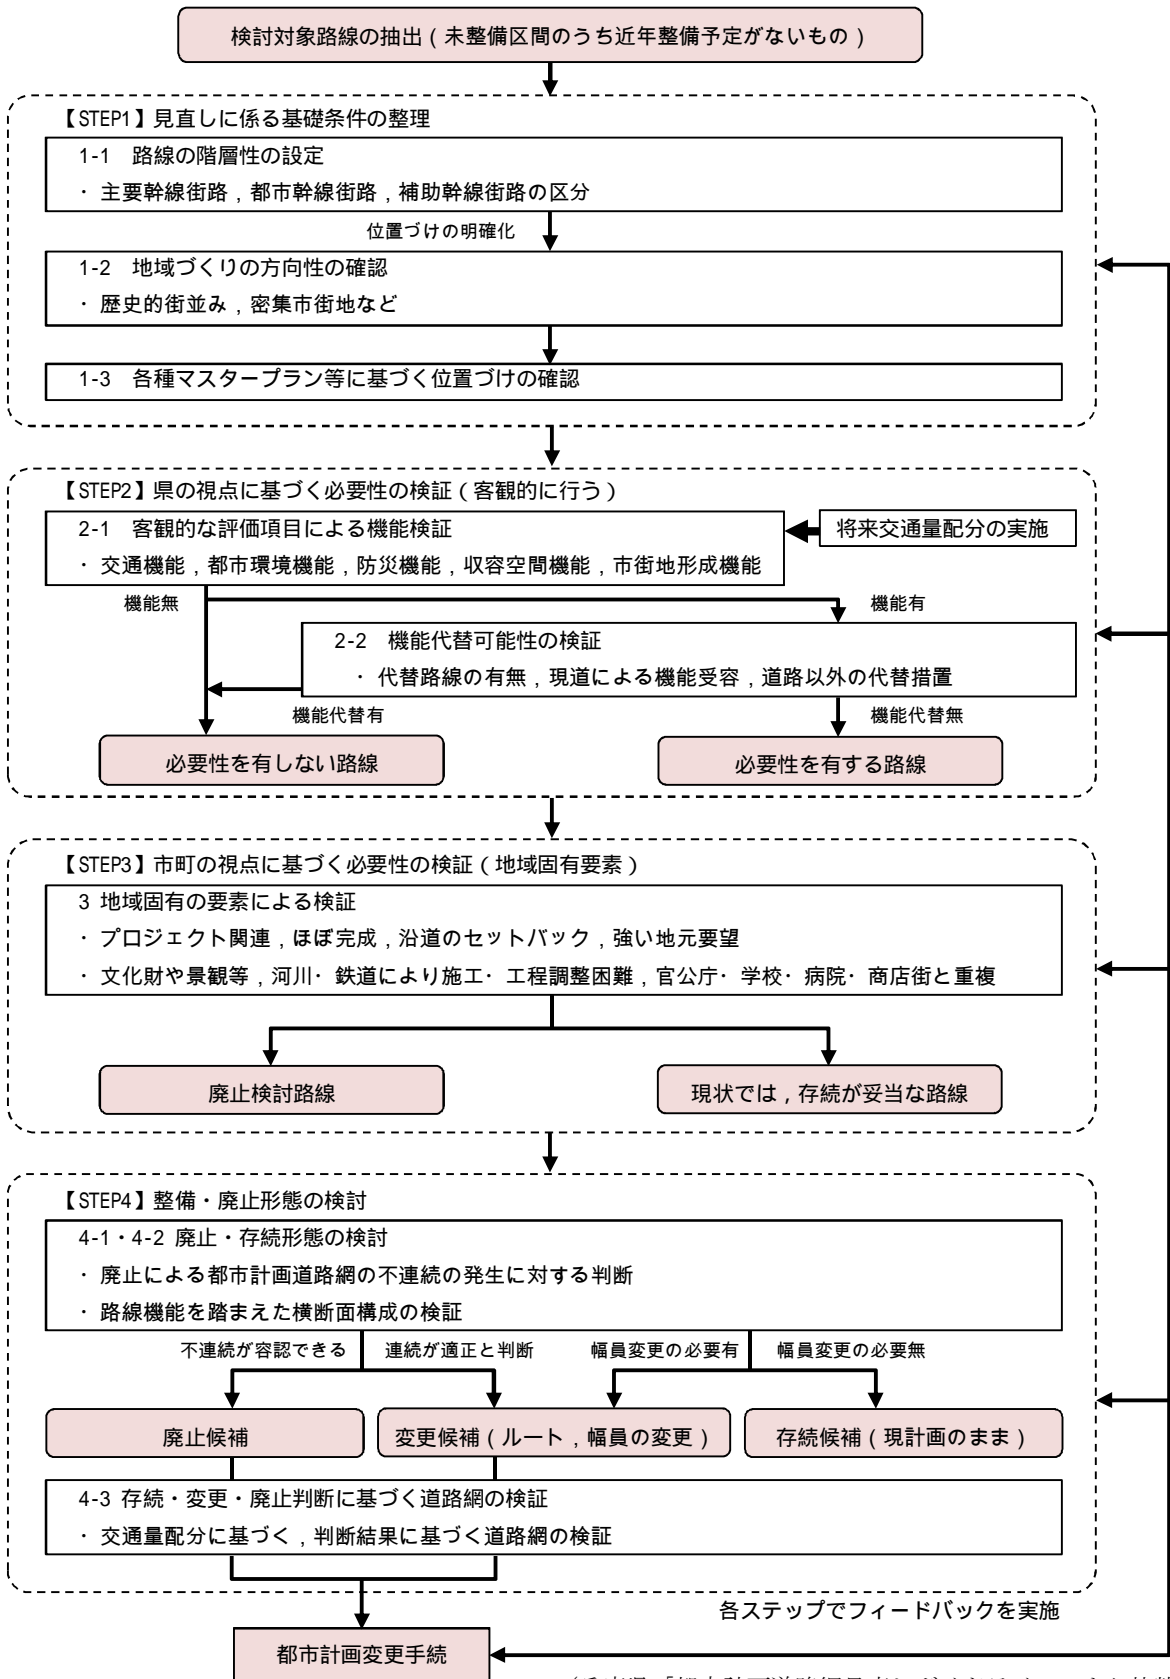 検討対象路線の抽出（未整備区間のうち近年整備予定がないもの）
【STEP1】見直しに係る基礎条件の整理
1-1 路線の階層性の設定
・ 主要幹線街路，都市幹線街路，補助幹線街路の区分
位置づけの明確化
1-2 地域づくりの方向性の確認
・ 歴史的街並み，密集市街地など
1-3 各種マスタープラン等に基づく位置づけの確認
【STEP2】県の視点に基づく必要性の検証（客観的に行う）
2-1 客観的な評価項目による機能検証
将来交通量配分の実施
・ 交通機能，都市環境機能，防災機能，収容空間機能，市街地形成機能
機能無
機能有
2-2 機能代替可能性の検証
・ 代替路線の有無，現道による機能受容，道路以外の代替措置
機能代替有
機能代替無
必要性を有しない路線
必要性を有する路線
【STEP3】市町の視点に基づく必要性の検証（地域固有要素）
3 地域固有の要素による検証
・ プロジェクト関連，ほぼ完成，沿道のセットバック，強い地元要望
・ 文化財や景観等，河川・鉄道により施工・工程調整困難，官公庁・学校・病院・商店街と重複
廃止検討路線
現状では，存続が妥当な路線
【STEP4】整備・廃止形態の検討
4-1・4-2 廃止・存続形態の検討
・ 廃止による都市計画道路網の不連続の発生に対する判断
・ 路線機能を踏まえた横断面構成の検証
不連続が容認できる
連続が適正と判断
幅員変更の必要有
幅員変更の必要無
廃止候補
変更候補（ルート，幅員の変更）
存続候補（現計画のまま）
4-3 存続・変更・廃止判断に基づく道路網の検証
・ 交通量配分に基づく，判断結果に基づく道路網の検証
各ステップでフィードバックを実施
都市計画変更手続